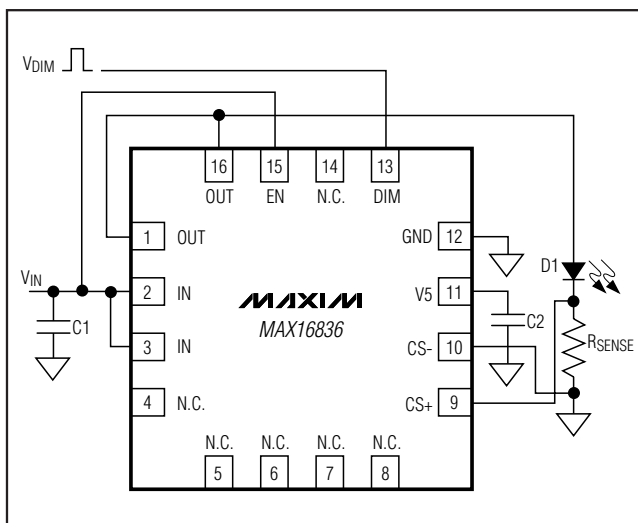 VDIM
16 15 14 13
OUT EN N.C. DIM
1 OUT
GND 12
D1
VIN
2 IN
V5 11
MAXIM
MAX16836
C1
C2
3 IN
CS- 10
RSENSE
4 N.C.
CS+ 9
N.C. N.C. N.C. N.C.
5 6 7 8